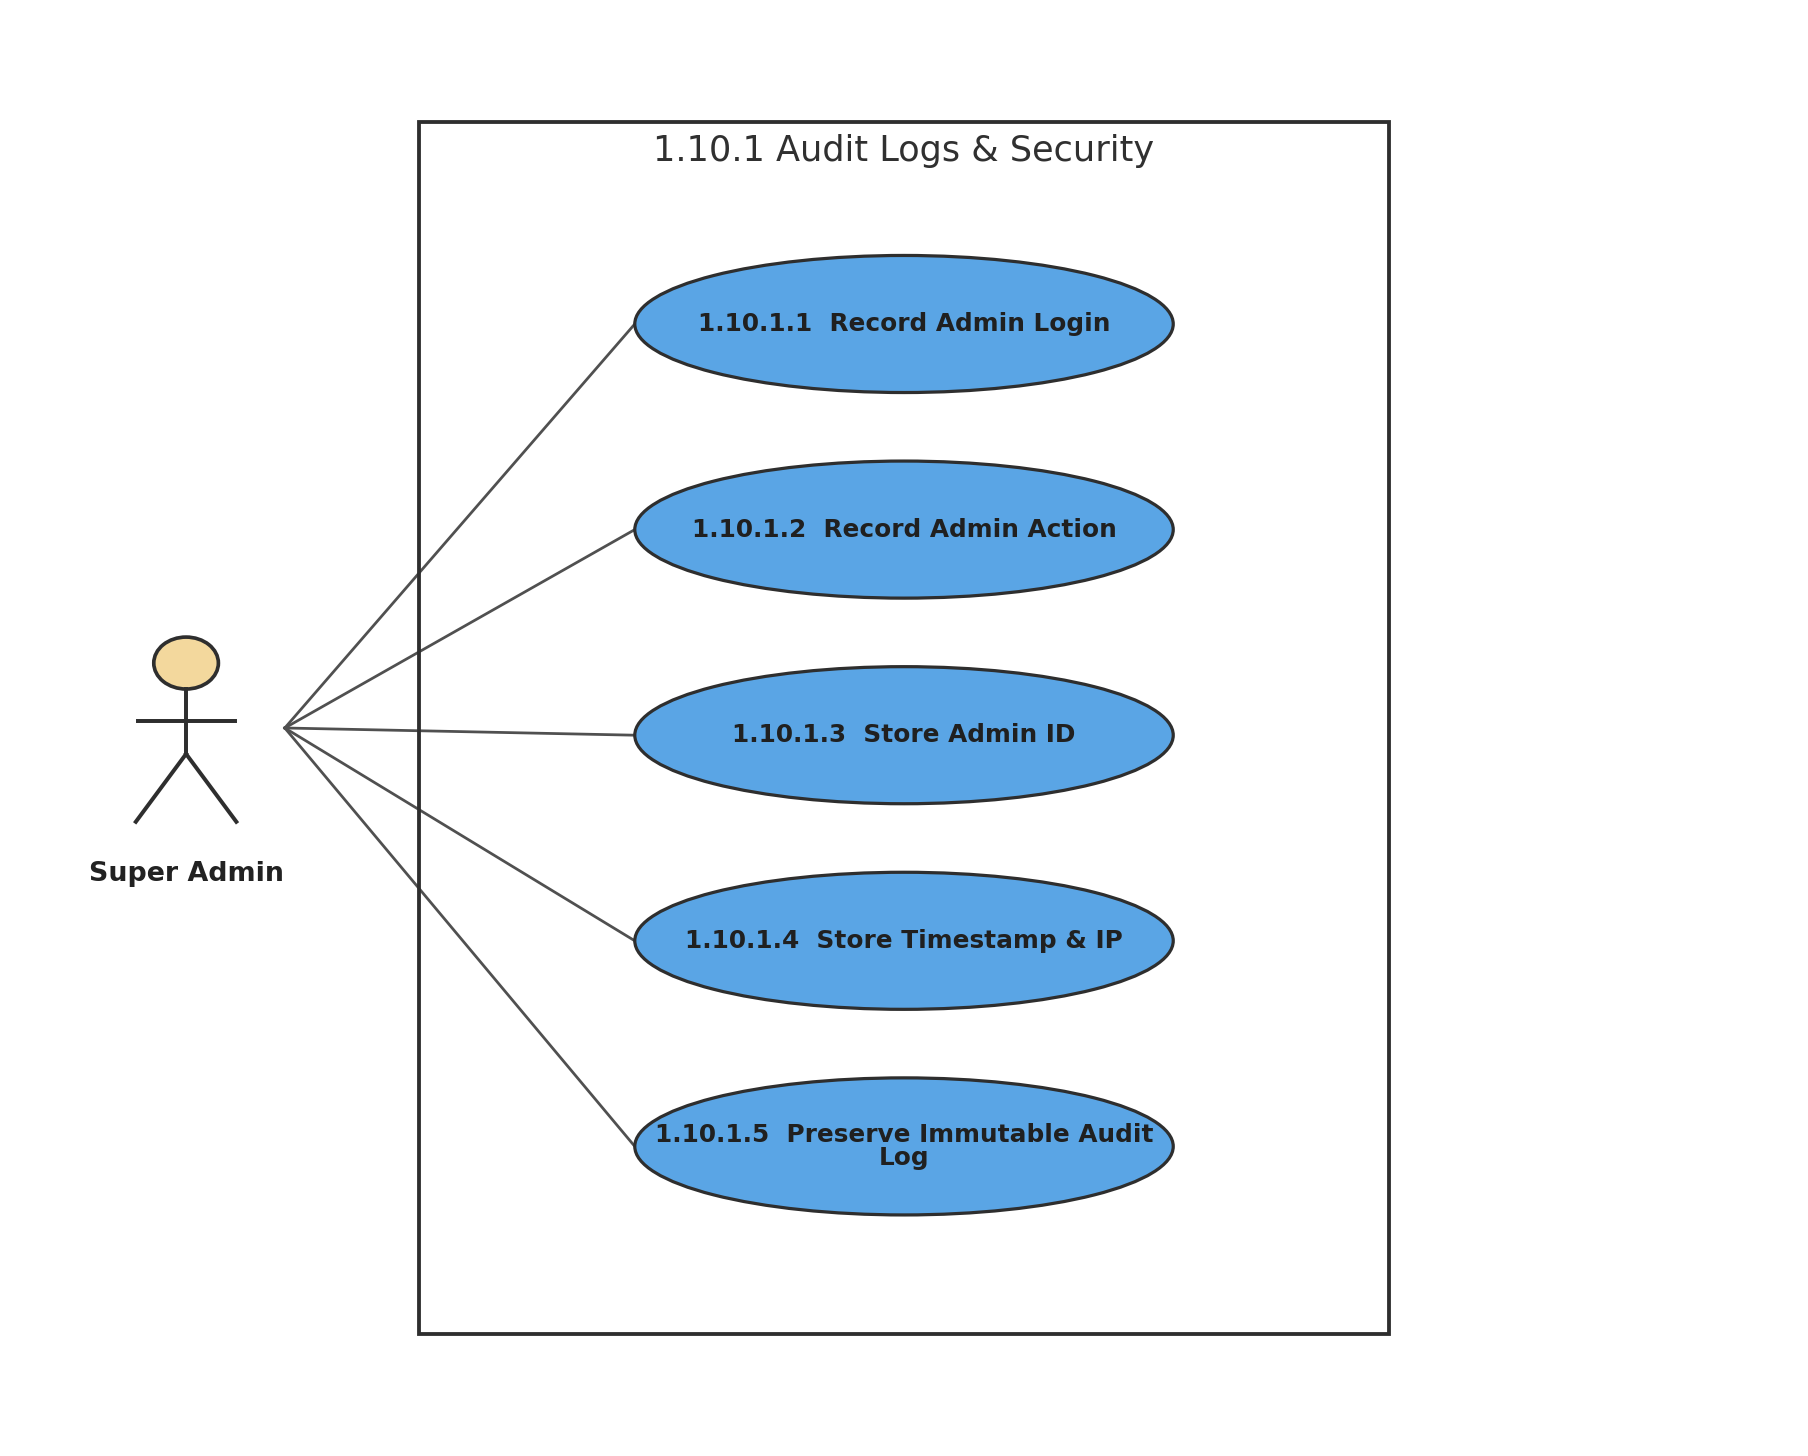 1.10.1 Audit Logs & Security
1.10.1.1  Record Admin Login
1.10.1.2  Record Admin Action
1.10.1.3  Store Admin ID
Super Admin
1.10.1.4  Store Timestamp & IP
1.10.1.5  Preserve Immutable Audit
Log